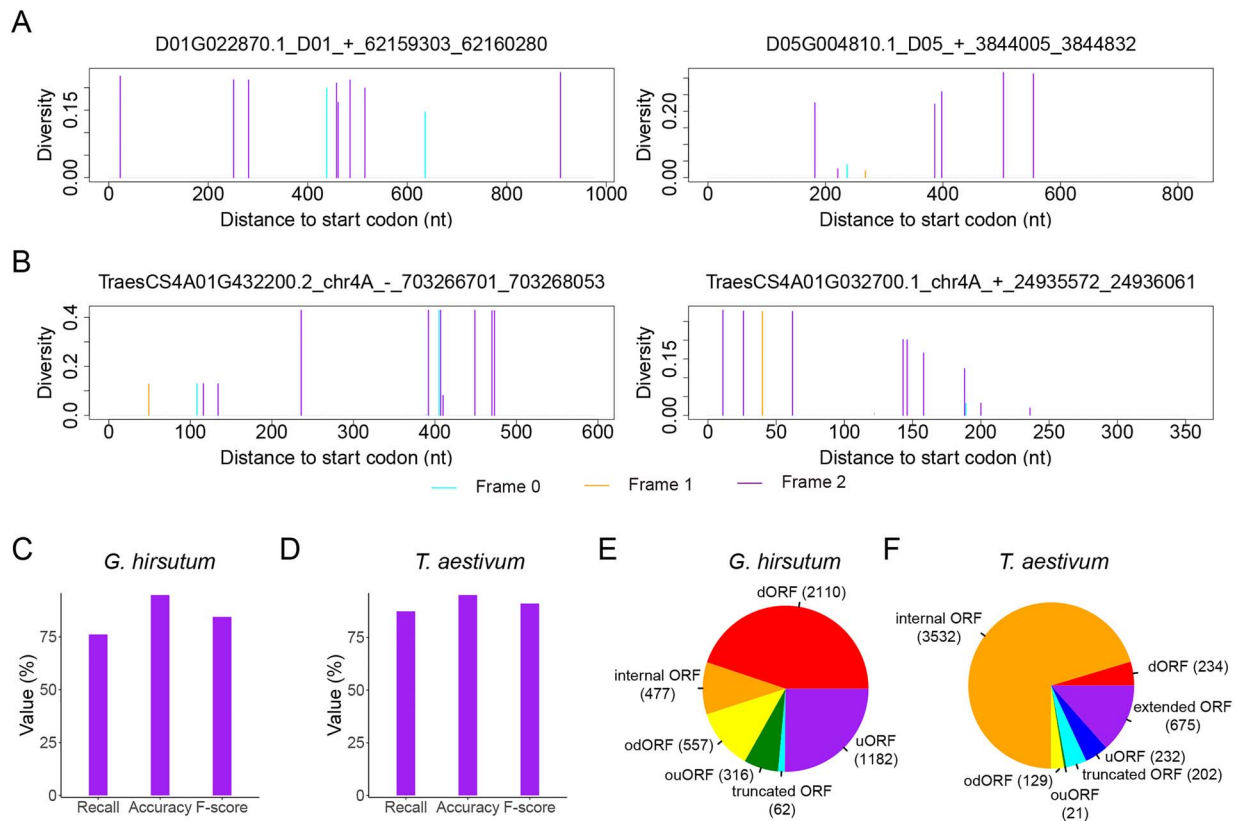 A
D01G022870.1_D01_+_62159303_62160280
D05G004810.1_D05_+_3844005_3844832
Diversity
0.00 0.15
0 200 400 600 800 1000
Distance to start codon (nt)
Diversity
0.00 0.20
0 200 400 600 800
Distance to start codon (nt)
B
TraesCS4A01G432200.2_chr4A_-_703266701_703268053
TraesCS4A01G032700.1_chr4A_+_24935572_24936061
Diversity
0.0 0.2 0.4
0 100 200 300 400 500 600
Distance to start codon (nt)
Diversity
0.00 0.15
0 50 100 150 200 250 300 350
Distance to start codon (nt)
Frame 0 Frame 1 Frame 2
C
G. hirsutum
Value (%)
75
50
25
0
Recall Accuracy F-score
D
T. aestivum
Value (%)
75
50
25
0
Recall Accuracy F-score
E
G. hirsutum
dORF (2110)
internal ORF
(477)
odORF (557)
ouORF (316)
truncated ORF
(62)
uORF
(1182)
F
T. aestivum
internal ORF
(3532)
dORF (234)
extended ORF
(675)
uORF (232)
truncated ORF (202)
odORF (129)
ouORF
(21)